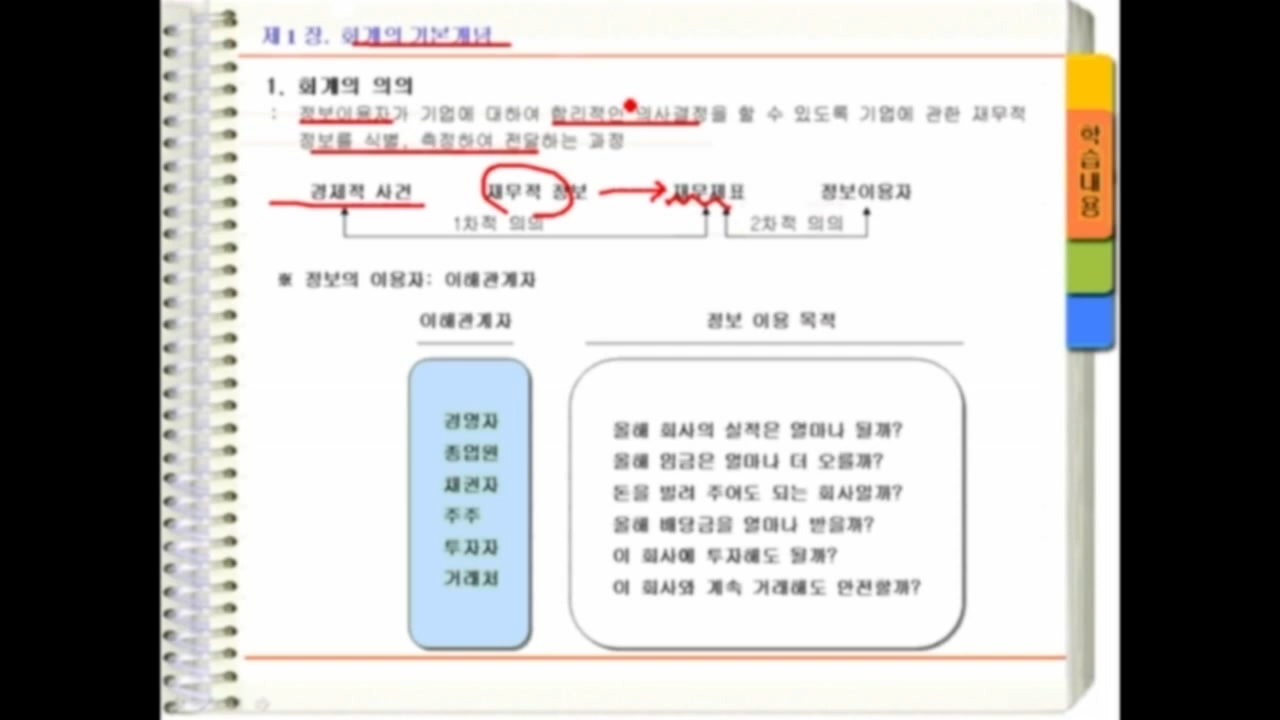 제 1 장. 회계의 기본개념
1. 회계의 의의
: 정보이용자가 기업에 대하여 합리적인 의사결정을 할 수 있도록 기업에 관한 재무적
정보를 식별, 측정하여 전달하는 과정
경제적 사건 재무적 정보 재무제표 정보이용자
1차적 의의 2차적 의의
※ 정보의 이용자: 이해관계자
이해관계자 정보 이용 목적
경영자 올해 회사의 실적은 얼마나 될까?
종업원 올해 임금은 얼마나 더 오를까?
채권자 돈을 빌려 주어도 되는 회사일까?
주주 올해 배당금을 얼마나 받을까?
투자자 이 회사에 투자해도 될까?
거래처 이 회사와 계속 거래해도 안전할까?
학습내용